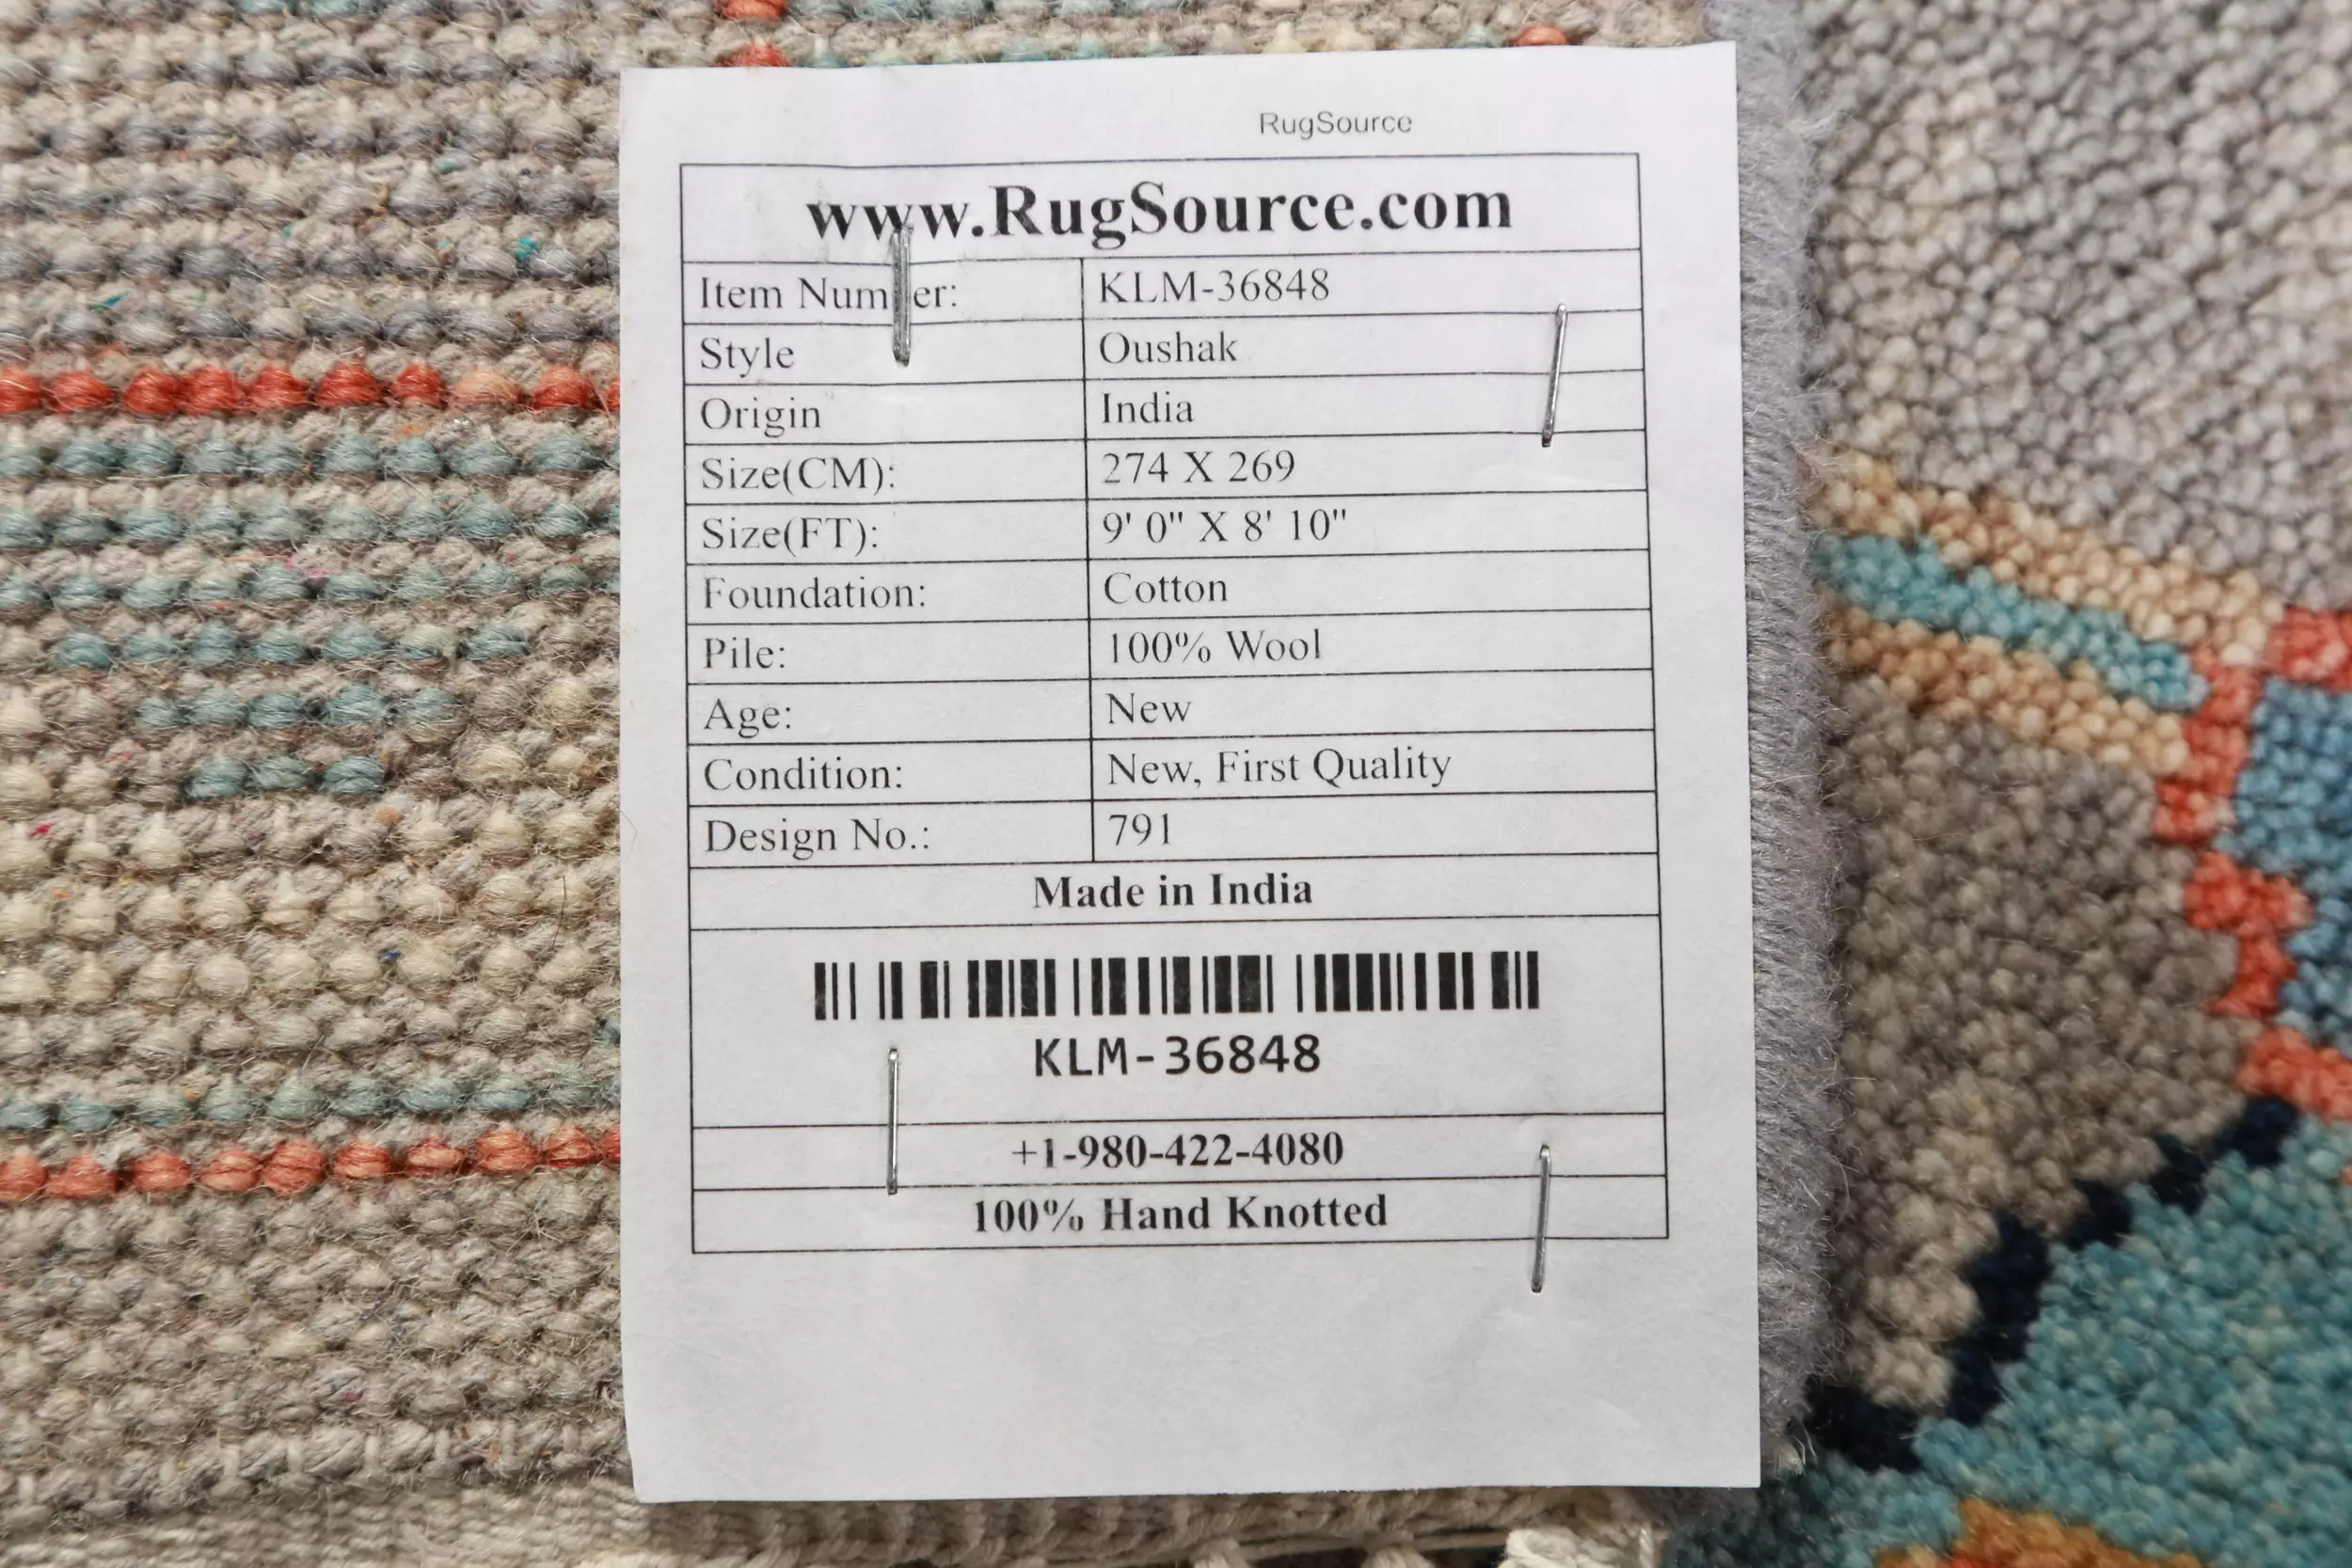 RugSource
www.RugSource.com
Item Number: KLM-36848
Style Oushak
Origin India
Size(CM): 274 X 269
Size(FT): 9' 0" X 8' 10"
Foundation: Cotton
Pile: 100% Wool
Age: New
Condition: New, First Quality
Design No.: 791
Made in India
KLM-36848
+1-980-422-4080
100% Hand Knotted